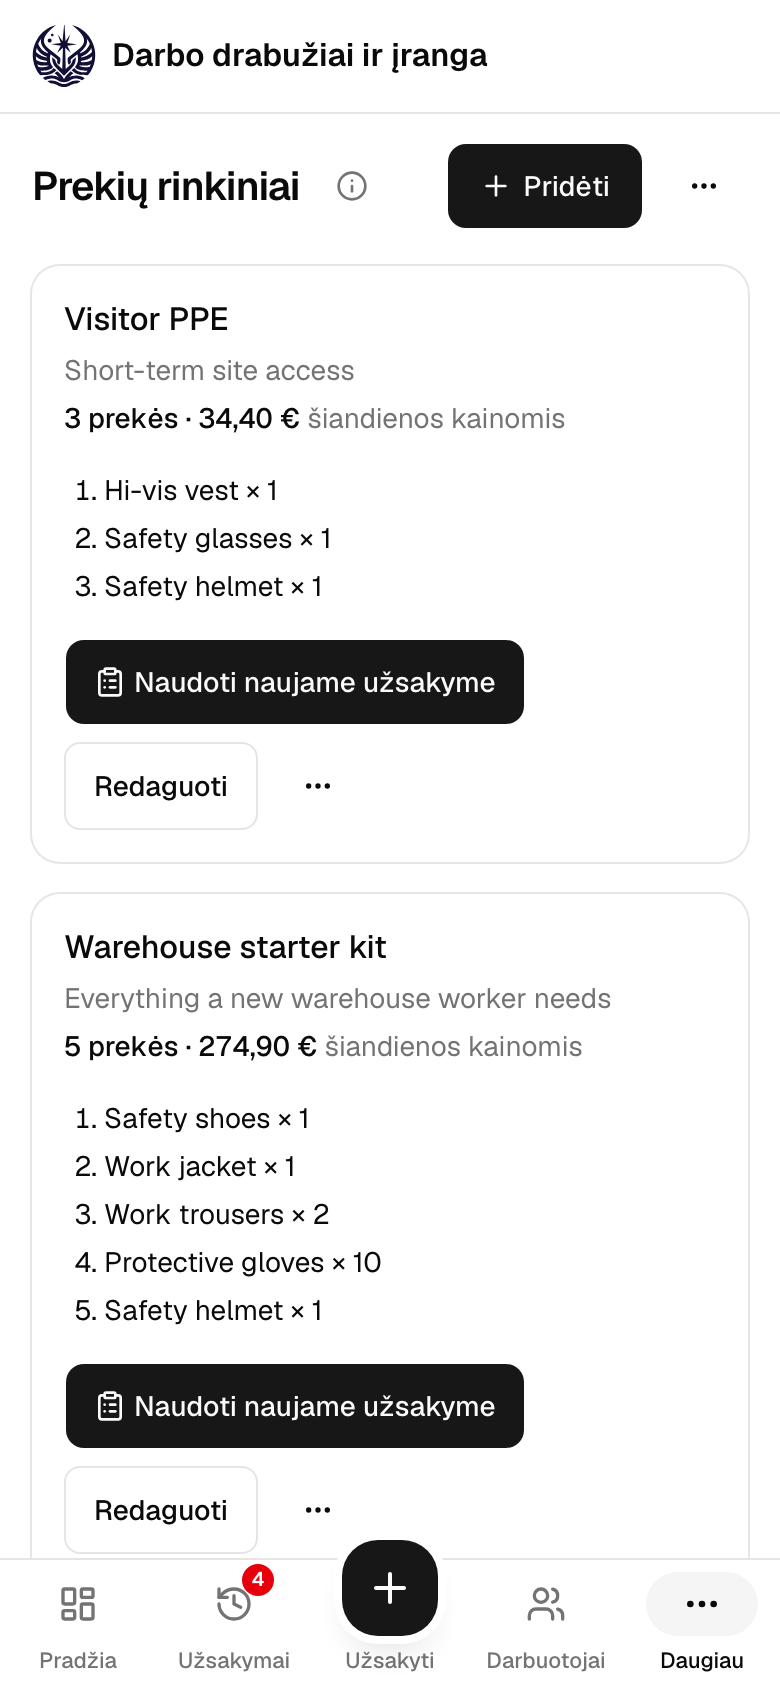 Darbo drabužiai ir įranga
Prekių rinkiniai
Pridėti
Visitor PPE
Short-term site access
3 prekės · 34,40 € šiandienos kainomis
1. Hi-vis vest × 1
2. Safety glasses × 1
3. Safety helmet × 1
Naudoti naujame užsakyme
Redaguoti
Warehouse starter kit
Everything a new warehouse worker needs
5 prekės · 274,90 € šiandienos kainomis
1. Safety shoes × 1
2. Work jacket × 1
3. Work trousers × 2
4. Protective gloves × 10
5. Safety helmet × 1
Naudoti naujame užsakyme
Redaguoti
4
Pradžia
Užsakymai
Užsakyti
Darbuotojai
Daugiau